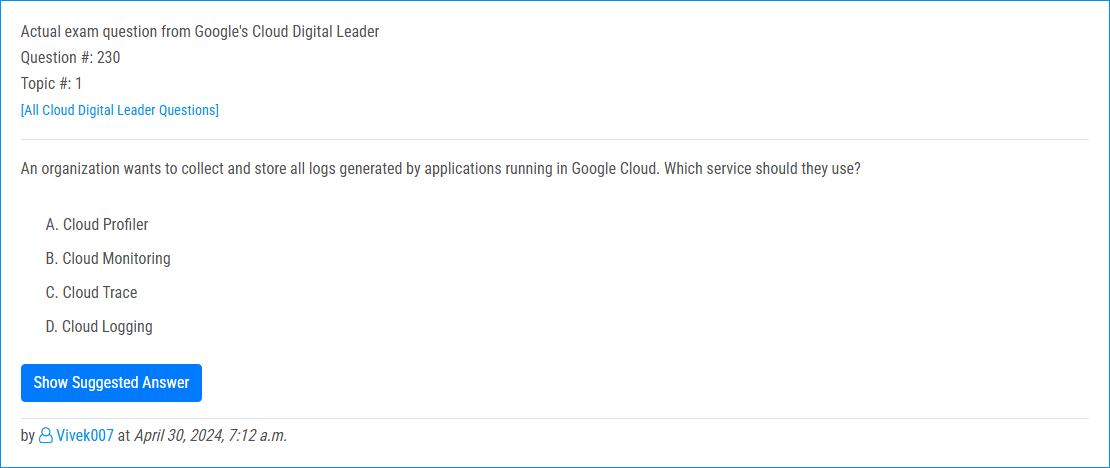 Actual exam question from Google's Cloud Digital Leader
Question #: 230
Topic #: 1
[All Cloud Digital Leader Questions]
An organization wants to collect and store all logs generated by applications running in Google Cloud. Which service should they use?
A. Cloud Profiler
B. Cloud Monitoring
C. Cloud Trace
D. Cloud Logging
Show Suggested Answer
by Vivek007 at April 30, 2024, 7:12 a.m.